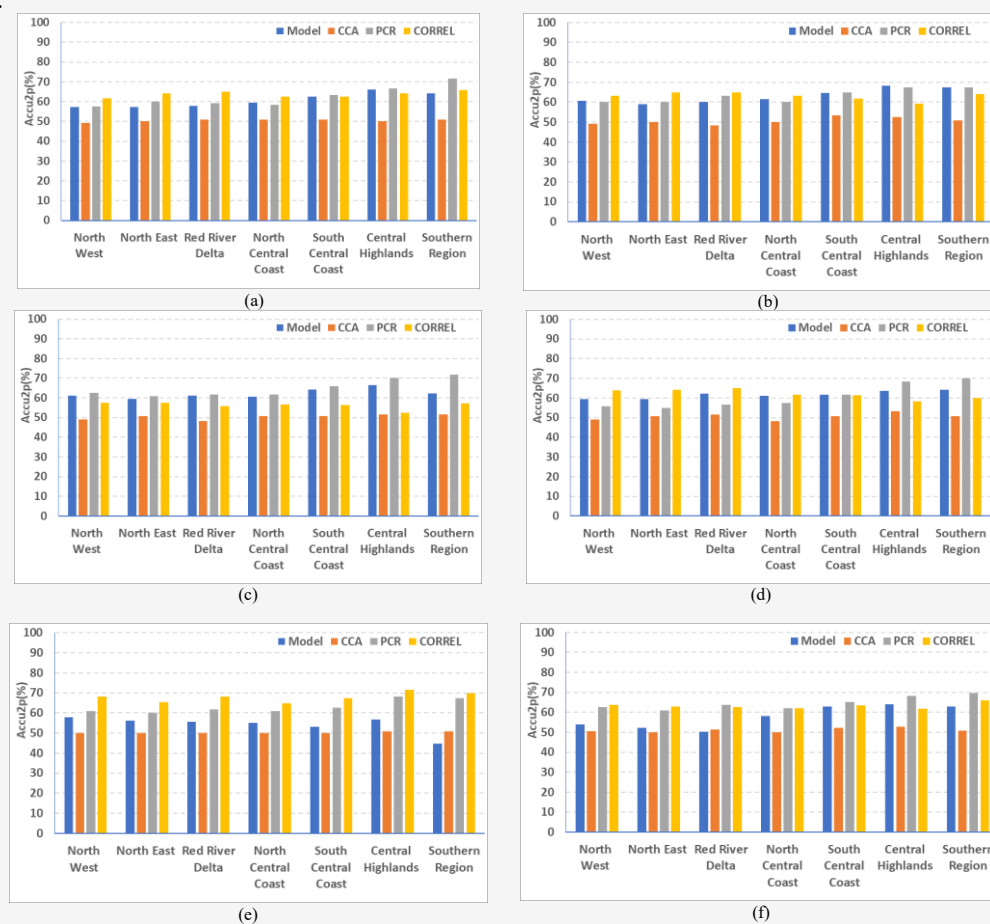 100
90
80
70
60
50
40
30
20
10
0
Accu2p(%)
Model CCA PCR CORREL
North West
North East
Red River Delta
North Central Coast
South Central Coast
Central Highlands
Southern Region
(a)
100
90
80
70
60
50
40
30
20
10
0
Accu2p(%)
Model CCA PCR CORREL
North West
North East
Red River Delta
North Central Coast
South Central Coast
Central Highlands
Southern Region
(b)
100
90
80
70
60
50
40
30
20
10
0
Accu2p(%)
Model CCA PCR CORREL
North West
North East
Red River Delta
North Central Coast
South Central Coast
Central Highlands
Southern Region
(c)
100
90
80
70
60
50
40
30
20
10
0
Accu2p(%)
Model CCA PCR CORREL
North West
North East
Red River Delta
North Central Coast
South Central Coast
Central Highlands
Southern Region
(d)
100
90
80
70
60
50
40
30
20
10
0
Accu2p(%)
Model CCA PCR CORREL
North West
North East
Red River Delta
North Central Coast
South Central Coast
Central Highlands
Southern Region
(e)
100
90
80
70
60
50
40
30
20
10
0
Accu2p(%)
Model CCA PCR CORREL
North West
North East
Red River Delta
North Central Coast
South Central Coast
Central Highlands
Southern Region
(f)